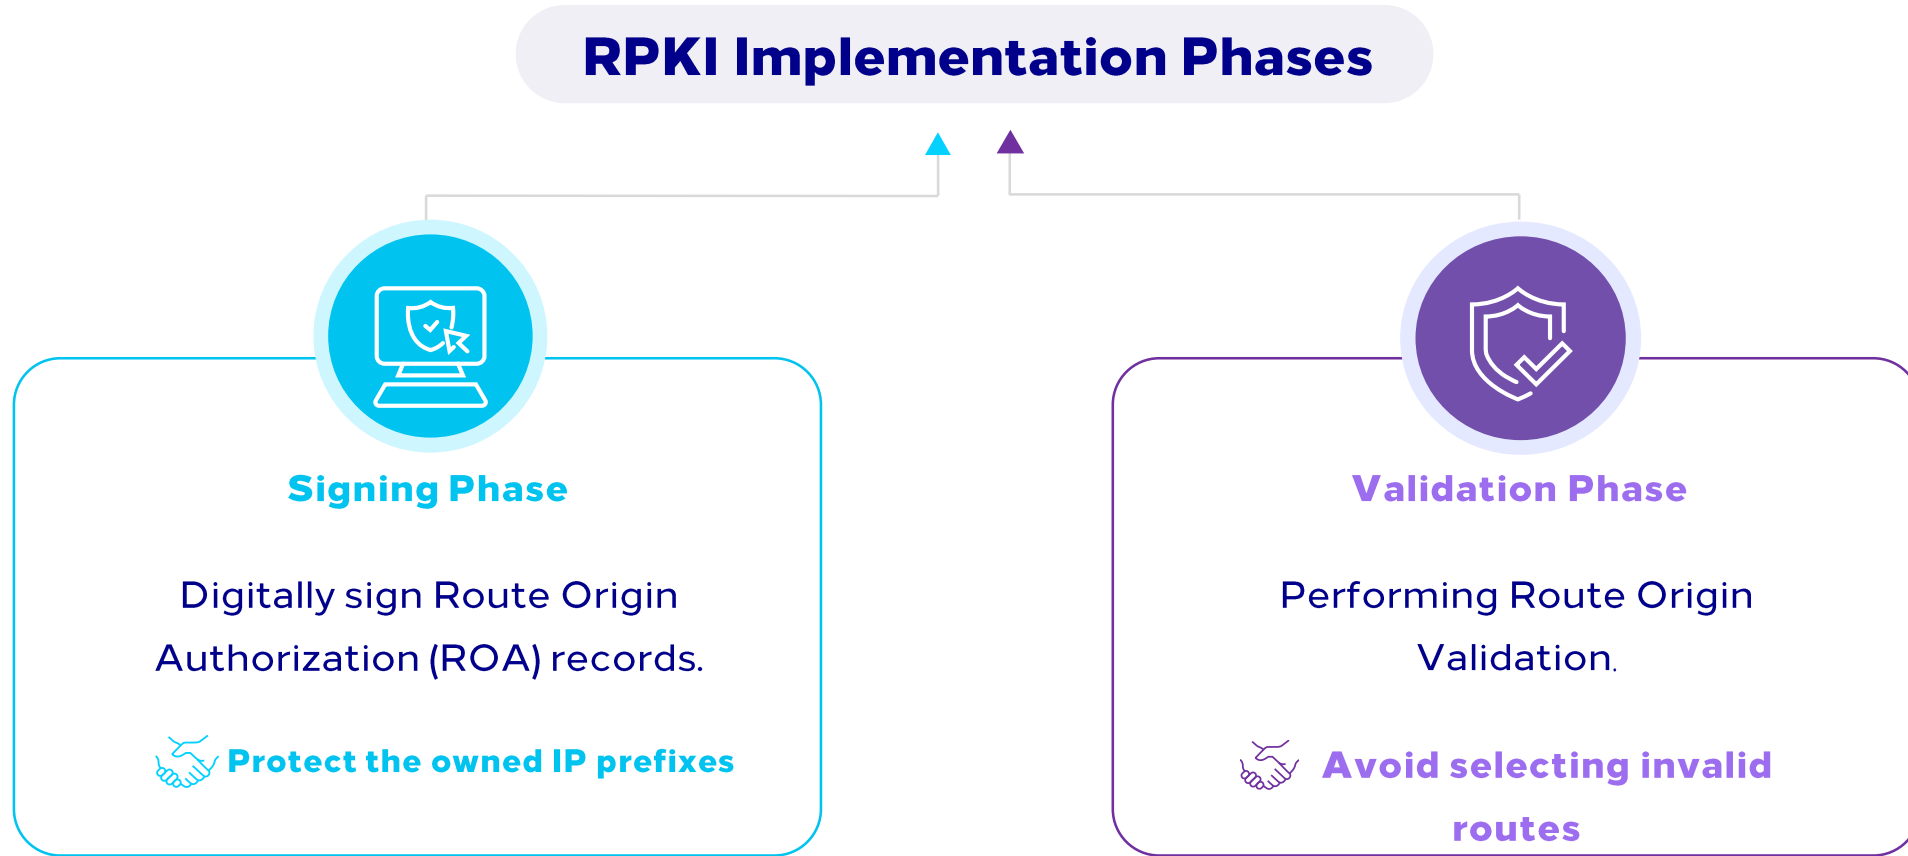 RPKI Implementation Phases
Signing Phase
Digitally sign Route Origin
Authorization (ROA) records.
Protect the owned IP prefixes
Validation Phase
Performing Route Origin
Validation.
Avoid selecting invalid
routes